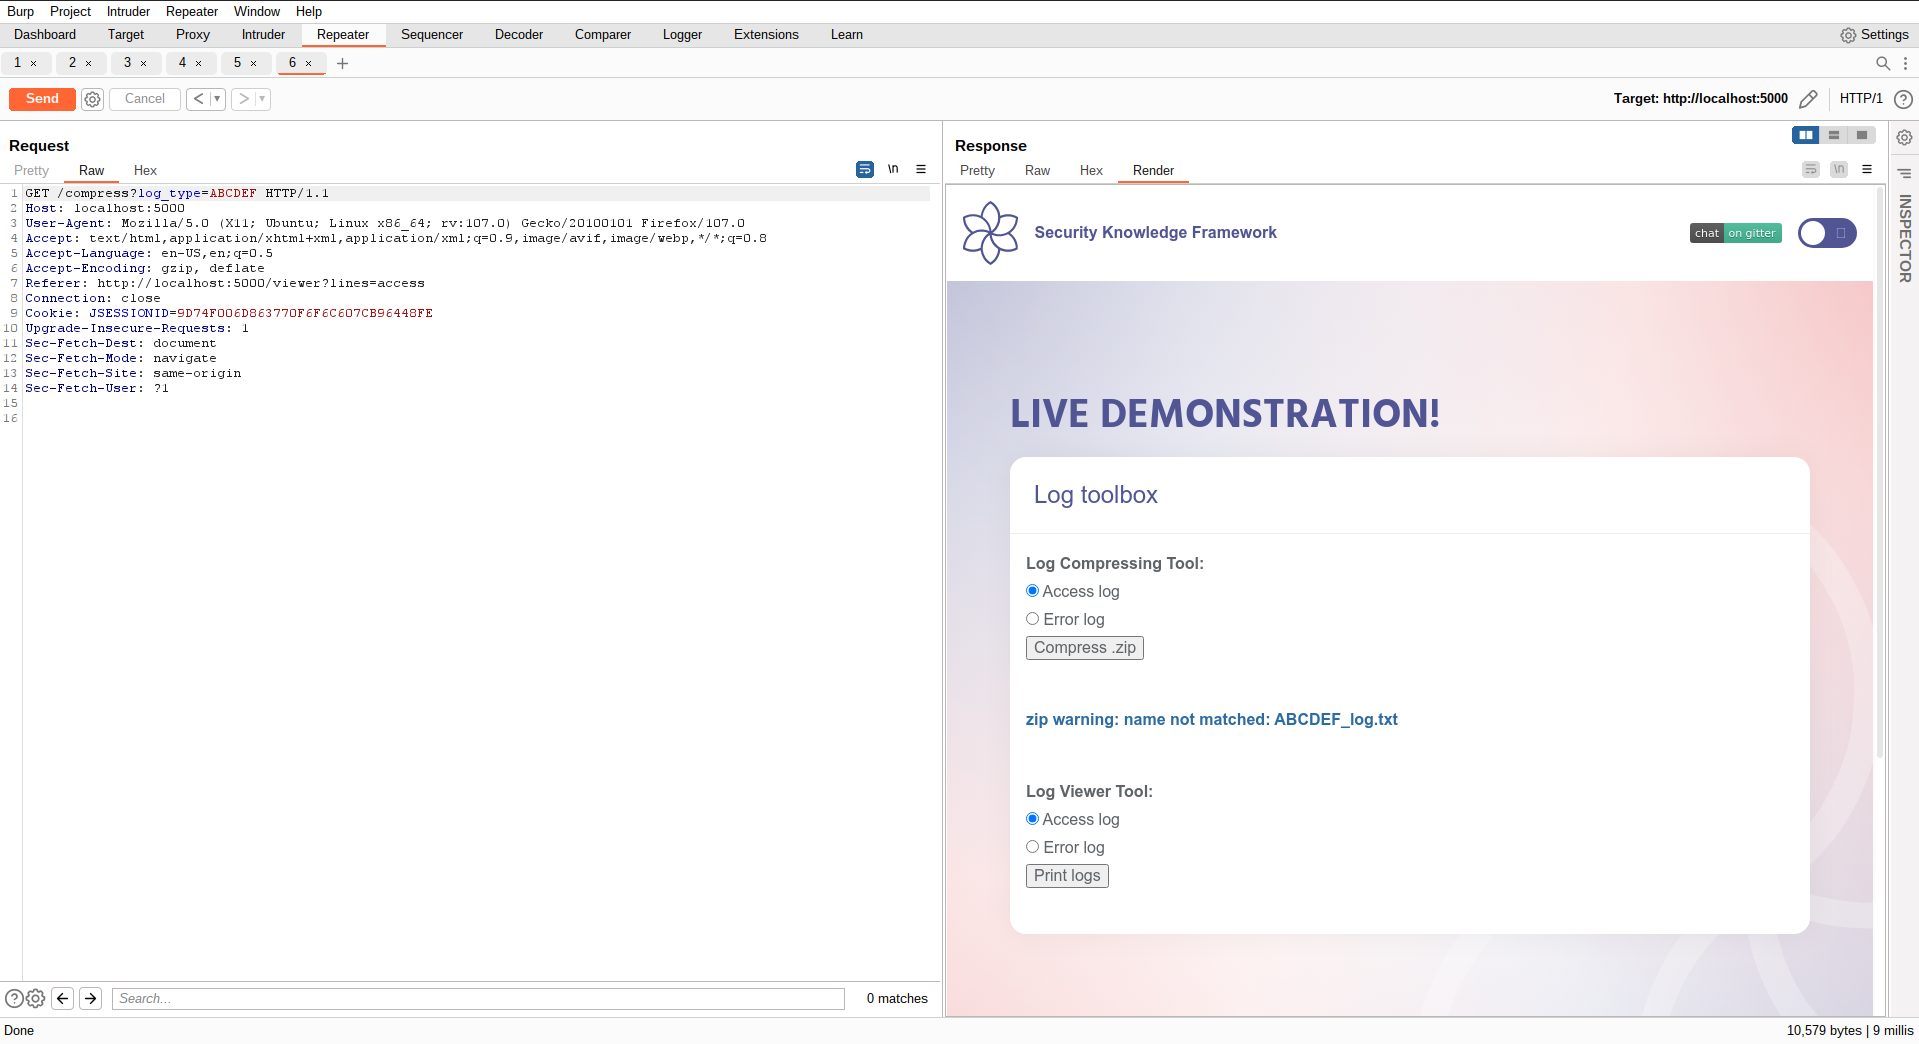 Burp Project Intruder Repeater Window Help
Dashboard Target Proxy Intruder Repeater Sequencer Decoder Comparer Logger Extensions Learn Settings
1 × 2 × 3 × 4 × 5 × 6 × +
Send Cancel < > Target: http://localhost:5000 HTTP/1 ?
Request
Pretty Raw Hex \n
1 GET /compress?log_type=ABCDEF HTTP/1.1
2 Host: localhost:5000
3 User-Agent: Mozilla/5.0 (X11; Ubuntu; Linux x86_64; rv:107.0) Gecko/20100101 Firefox/107.0
4 Accept: text/html,application/xhtml+xml,application/xml;q=0.9,image/avif,image/webp,*/*;q=0.8
5 Accept-Language: en-US,en;q=0.5
6 Accept-Encoding: gzip, deflate
7 Referer: http://localhost:5000/viewer?lines=access
8 Connection: close
9 Cookie: JSESSIONID=9D74F006D863770F6F6C607CB96448FE
10 Upgrade-Insecure-Requests: 1
11 Sec-Fetch-Dest: document
12 Sec-Fetch-Mode: navigate
13 Sec-Fetch-Site: same-origin
14 Sec-Fetch-User: ?1
15
16
? Search... 0 matches
Response
Pretty Raw Hex Render \n
Security Knowledge Framework chat on gitter
LIVE DEMONSTRATION!
Log toolbox
Log Compressing Tool:
Access log
Error log
Compress .zip
zip warning: name not matched: ABCDEF_log.txt
Log Viewer Tool:
Access log
Error log
Print logs
INSPECTOR
Done 10,579 bytes | 9 millis